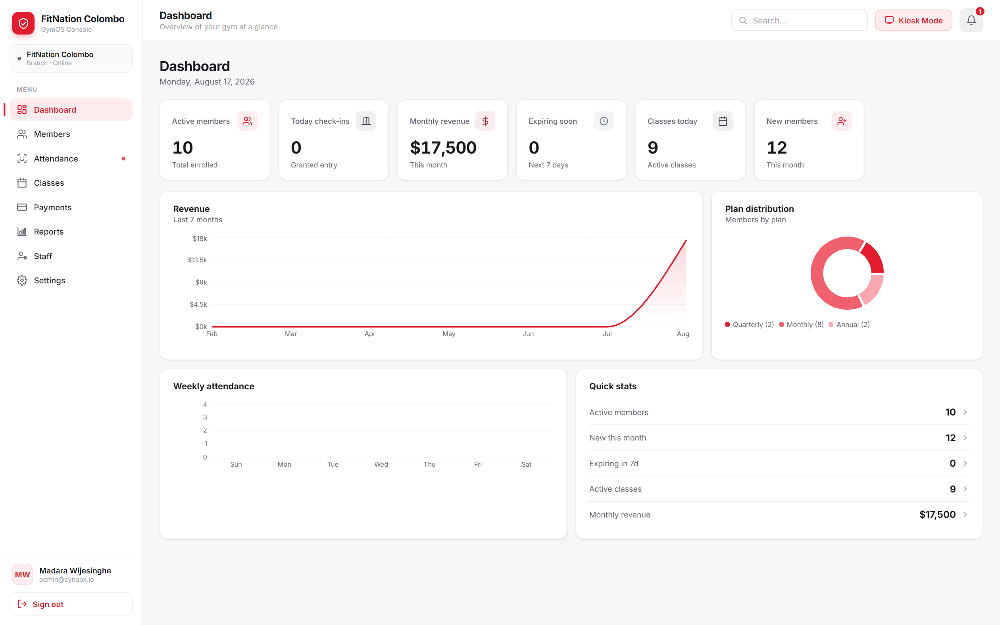 FitNation Colombo
GymOS Console
FitNation Colombo
Branch · Online
MENU
Dashboard
Members
Attendance
Classes
Payments
Reports
Staff
Settings
MW
Madara Wijesinghe
admin@synapx.io
Sign out
Dashboard
Overview of your gym at a glance
Search...
Kiosk Mode
1
Dashboard
Monday, August 17, 2026
Active members
10
Total enrolled
Today check-ins
0
Granted entry
Monthly revenue
$17,500
This month
Expiring soon
0
Next 7 days
Classes today
9
Active classes
New members
12
This month
Revenue
Last 7 months
$18k
$13.5k
$9k
$4.5k
$0k
Feb Mar Apr May Jun Jul Aug
Plan distribution
Members by plan
Quarterly (2) Monthly (8) Annual (2)
Weekly attendance
4
3
2
1
0
Sun Mon Tue Wed Thu Fri Sat
Quick stats
Active members 10
New this month 12
Expiring in 7d 0
Active classes 9
Monthly revenue $17,500